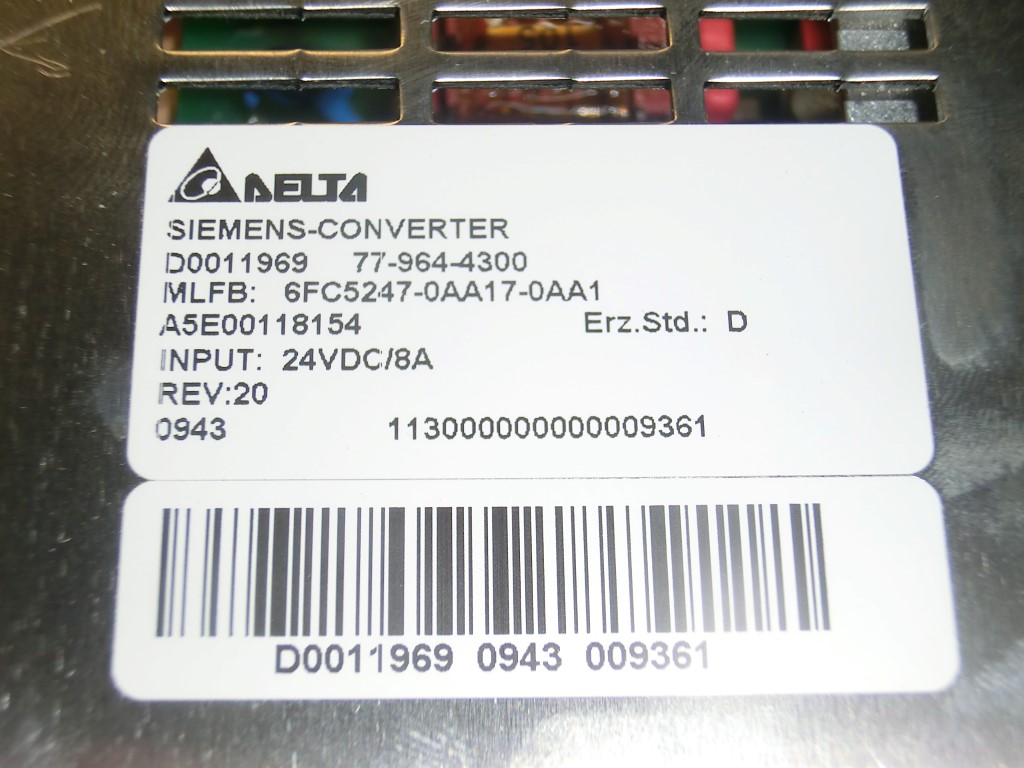 DELTA
SIEMENS-CONVERTER
D0011969 77-964-4300
MLFB: 6FC5247-0AA17-0AA1
A5E00118154 Erz.Std.: D
INPUT: 24VDC/8A
REV:20
0943 113000000000009361
D0011969 0943 009361